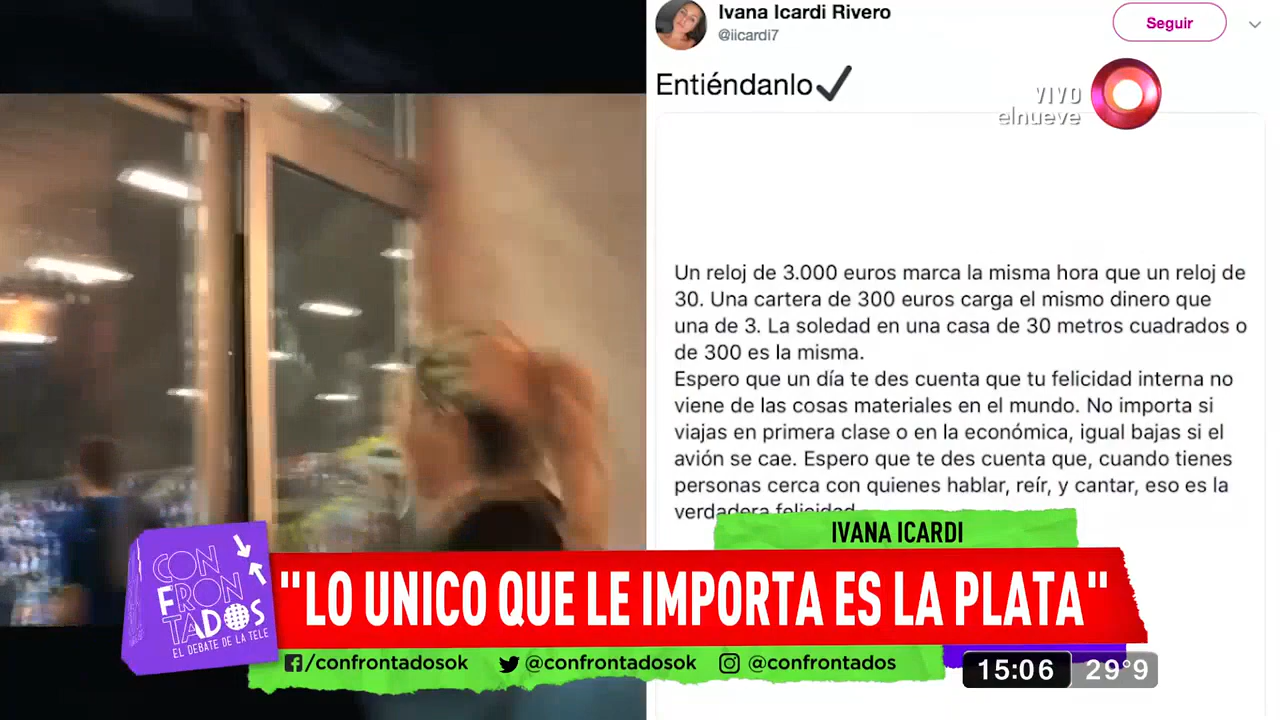 Ivana Icardi Rivero
@iicardi7
Seguir
Entiéndanlo✔
VIVO
elnueve
Un reloj de 3.000 euros marca la misma hora que un reloj de
30. Una cartera de 300 euros carga el mismo dinero que
una de 3. La soledad en una casa de 30 metros cuadrados o
de 300 es la misma.
Espero que un día te des cuenta que tu felicidad interna no
viene de las cosas materiales en el mundo. No importa si
viajas en primera clase o en la económica, igual bajas si el
avión se cae. Espero que te des cuenta que, cuando tienes
personas cerca con quienes hablar, reír, y cantar, eso es la
verdadera felicidad
IVANA ICARDI
"LO UNICO QUE LE IMPORTA ES LA PLATA"
CON
FRON
TADOS
EL DEBATE DE LA TELE
/confrontadosok @confrontadosok @confrontados
15:06 29°9